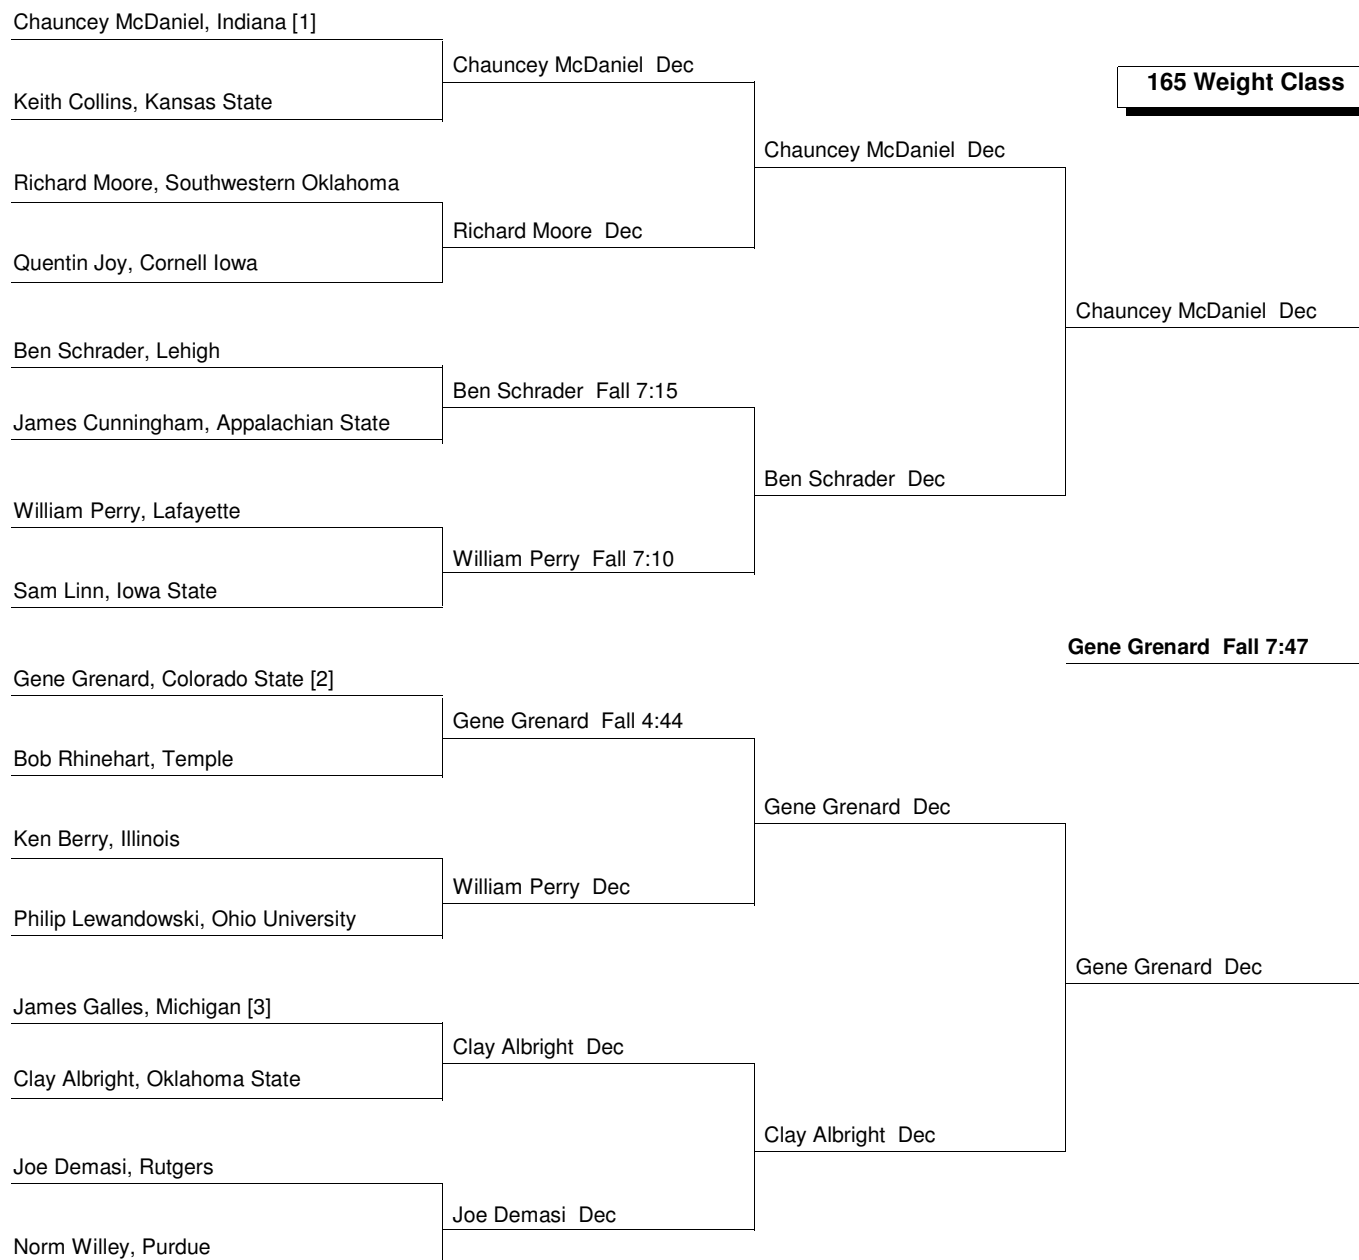 Chauncey McDaniel, Indiana [1]
Chauncey McDaniel  Dec
165 Weight Class
Keith Collins, Kansas State
Chauncey McDaniel  Dec
Richard Moore, Southwestern Oklahoma
Richard Moore  Dec
Quentin Joy, Cornell Iowa
Chauncey McDaniel  Dec
Ben Schrader, Lehigh
Ben Schrader  Fall 7:15
James Cunningham, Appalachian State
Ben Schrader  Dec
William Perry, Lafayette
William Perry  Fall 7:10
Sam Linn, Iowa State
Gene Grenard  Fall 7:47
Gene Grenard, Colorado State [2]
Gene Grenard  Fall 4:44
Bob Rhinehart, Temple
Gene Grenard  Dec
Ken Berry, Illinois
William Perry  Dec
Philip Lewandowski, Ohio University
Gene Grenard  Dec
James Galles, Michigan [3]
Clay Albright  Dec
Clay Albright, Oklahoma State
Clay Albright  Dec
Joe Demasi, Rutgers
Joe Demasi  Dec
Norm Willey, Purdue